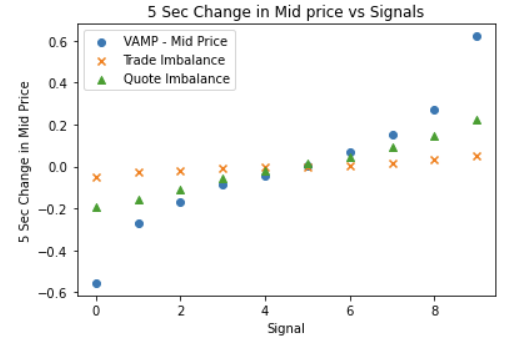 5 Sec Change in Mid price vs Signals
VAMP - Mid Price
Trade Imbalance
Quote Imbalance
5 Sec Change in Mid Price
0.6
0.4
0.2
0.0
−0.2
−0.4
−0.6
0 2 4 6 8
Signal